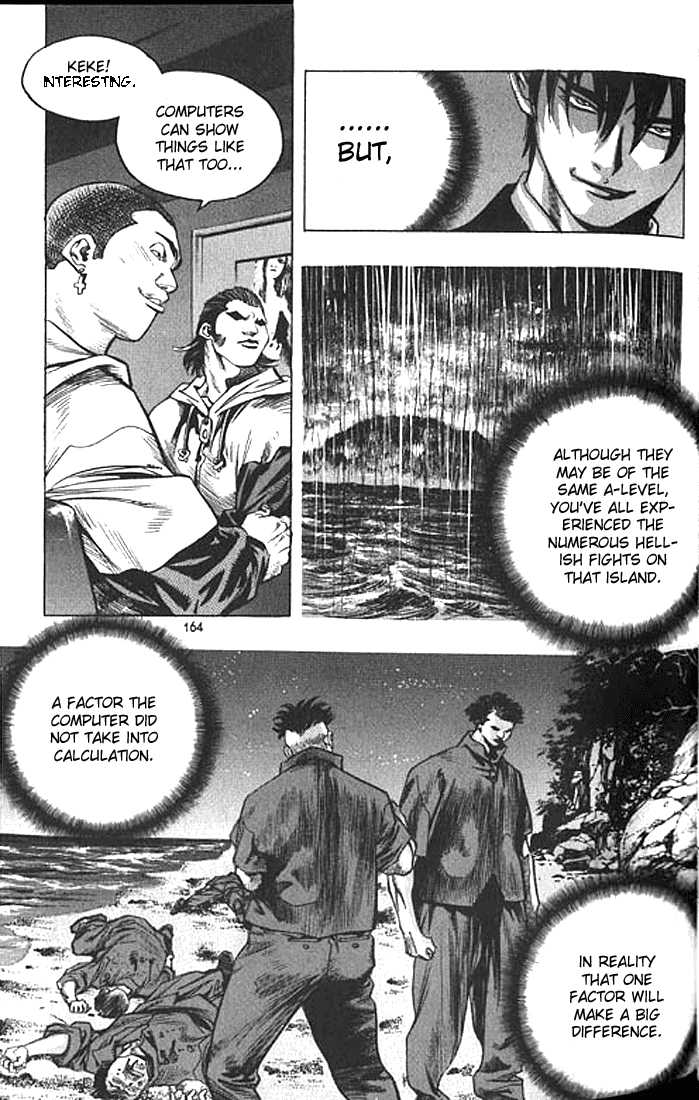 KEKE!
INTERESTING.
COMPUTERS
CAN SHOW
THINGS LIKE
THAT TOO...
......
BUT,
ALTHOUGH THEY
MAY BE OF THE
SAME A-LEVEL,
YOU'VE ALL EXP-
ERIENCED THE
NUMEROUS HELL-
ISH FIGHTS ON
THAT ISLAND.
164
A FACTOR THE
COMPUTER DID
NOT TAKE INTO
CALCULATION.
IN REALITY
THAT ONE
FACTOR WILL
MAKE A BIG
DIFFERENCE.